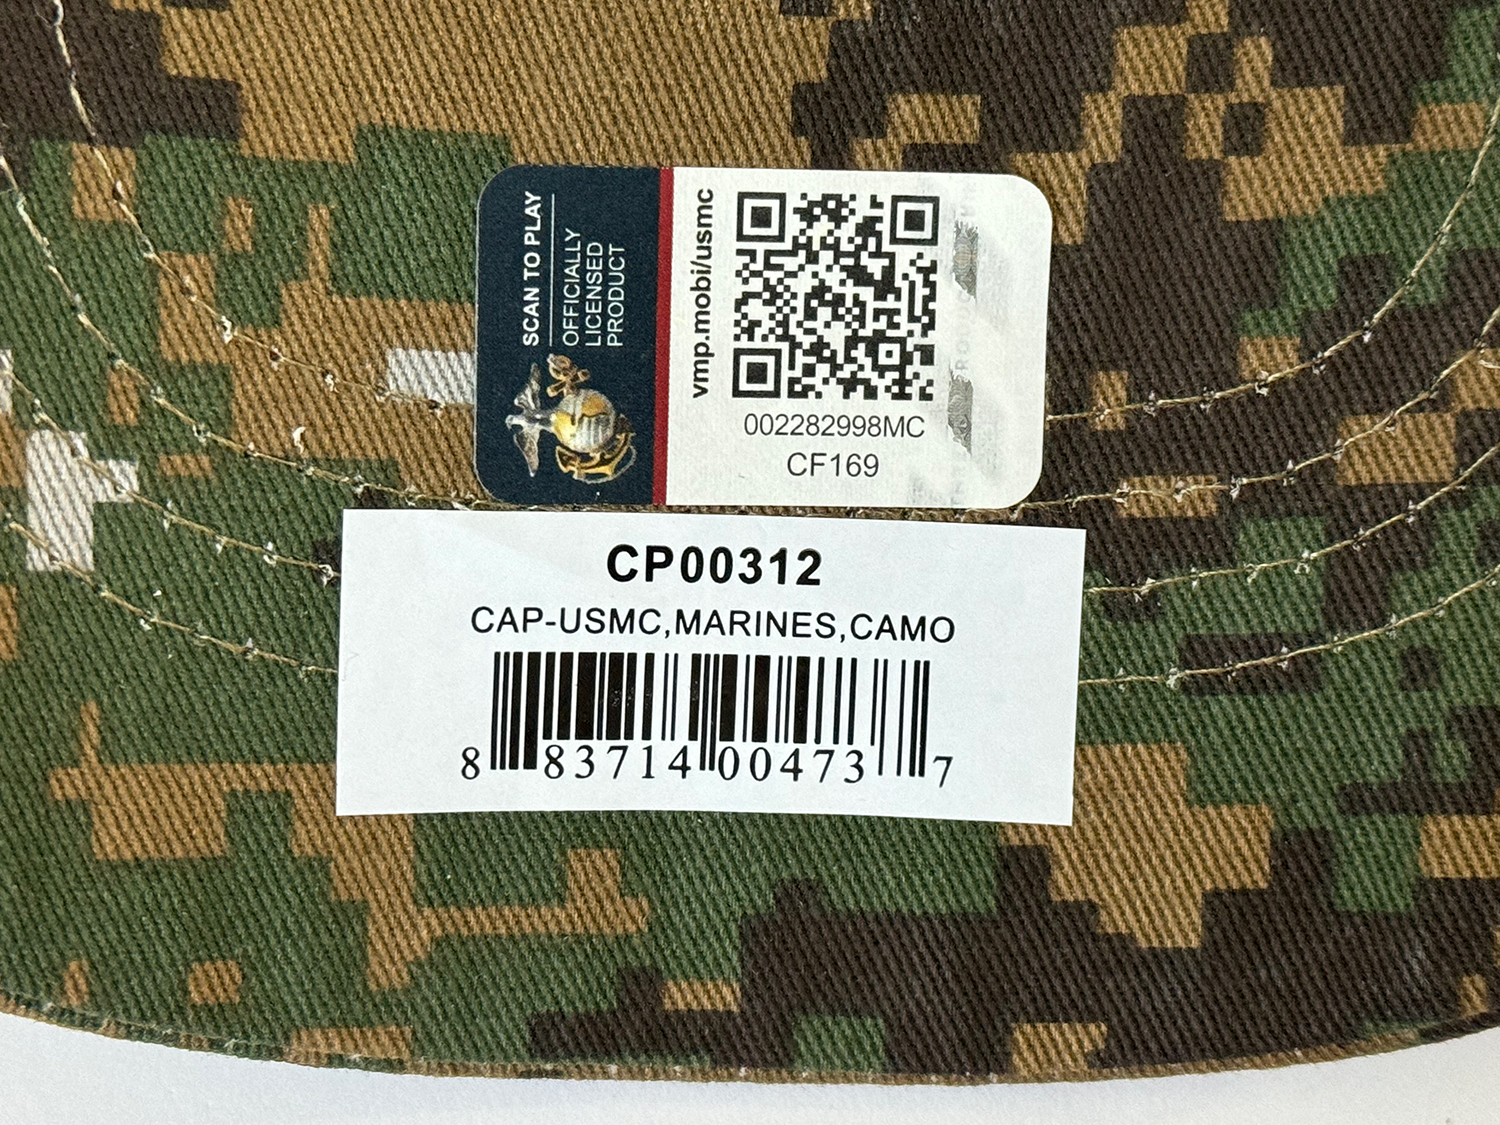 SCAN TO PLAY
OFFICIALLY
LICENSED
PRODUCT
vmp.mobi/usmc
002282998MC
CF169
CP00312
CAP-USMC,MARINES,CAMO
8 83714 00473 7